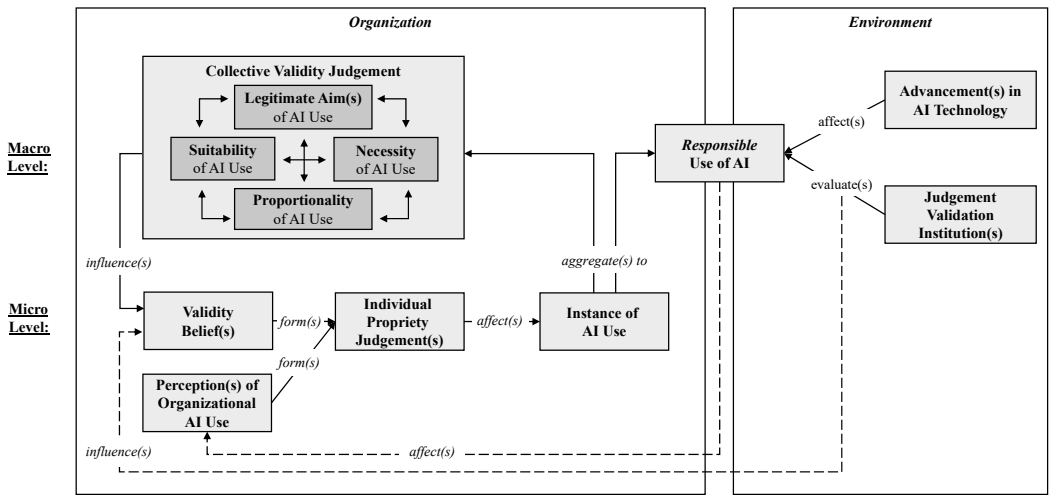 Organization
Environment
Collective Validity Judgement
Legitimate Aim(s)
of AI Use
Suitability
of AI Use
Necessity
of AI Use
Proportionality
of AI Use
Macro
Level:
Responsible
Use of AI
Advancement(s) in
AI Technology
affect(s)
evaluate(s)
Judgement
Validation
Institution(s)
influence(s)
aggregate(s) to
Micro
Level:
Validity
Belief(s)
form(s)
Individual
Propriety
Judgement(s)
affect(s)
Instance of
AI Use
form(s)
Perception(s) of
Organizational
AI Use
influence(s)
affect(s)